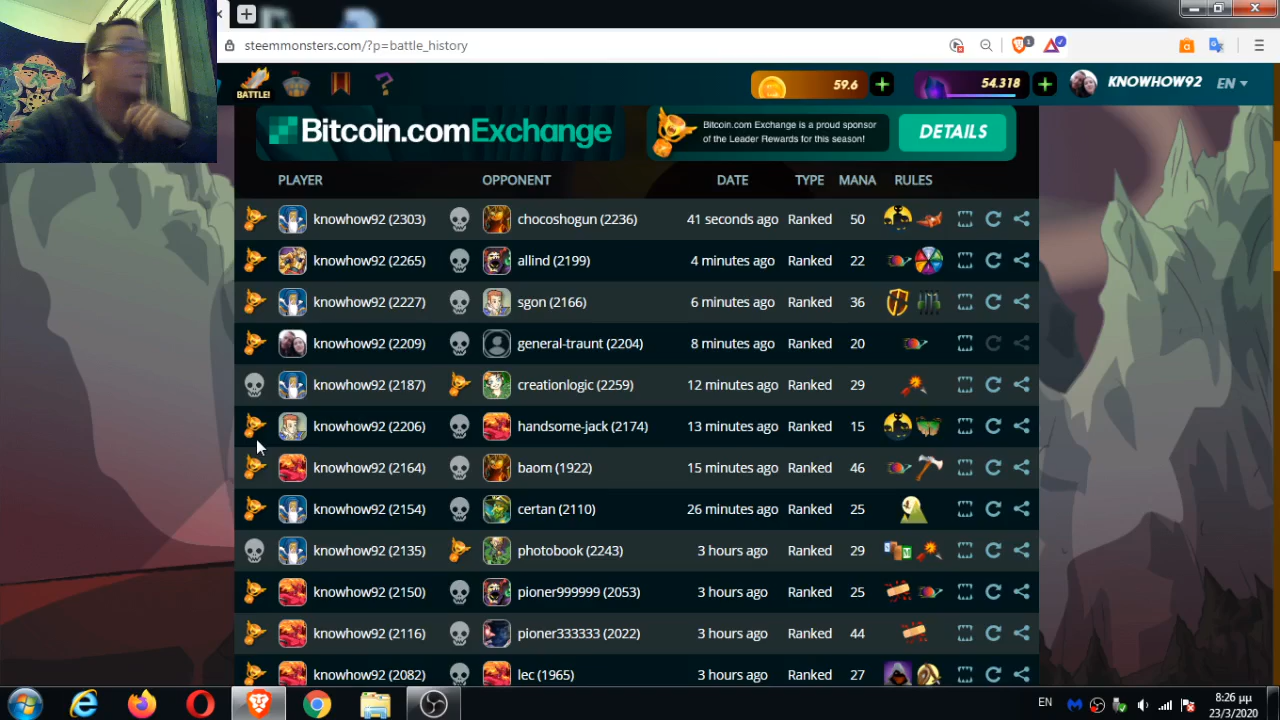 steemmonsters.com/?p=battle_history
1
BATTLE!
59.6
54.318
KNOWHOW92
EN
Bitcoin.com Exchange
Bitcoin.com Exchange is a proud sponsor
of the Leader Rewards for this season!
DETAILS
PLAYER OPPONENT DATE TYPE MANA RULES
knowhow92 (2303) chocoshogun (2236) 41 seconds ago Ranked 50
knowhow92 (2265) allind (2199) 4 minutes ago Ranked 22
knowhow92 (2227) sgon (2166) 6 minutes ago Ranked 36
knowhow92 (2209) general-traunt (2204) 8 minutes ago Ranked 20
knowhow92 (2187) creationlogic (2259) 12 minutes ago Ranked 29
knowhow92 (2206) handsome-jack (2174) 13 minutes ago Ranked 15
knowhow92 (2164) baom (1922) 15 minutes ago Ranked 46
knowhow92 (2154) certan (2110) 26 minutes ago Ranked 25
knowhow92 (2135) photobook (2243) 3 hours ago Ranked 29
knowhow92 (2150) pioner999999 (2053) 3 hours ago Ranked 25
knowhow92 (2116) pioner333333 (2022) 3 hours ago Ranked 44
knowhow92 (2082) lec (1965) 3 hours ago Ranked 27
EN
8:26 μμ
23/3/2020